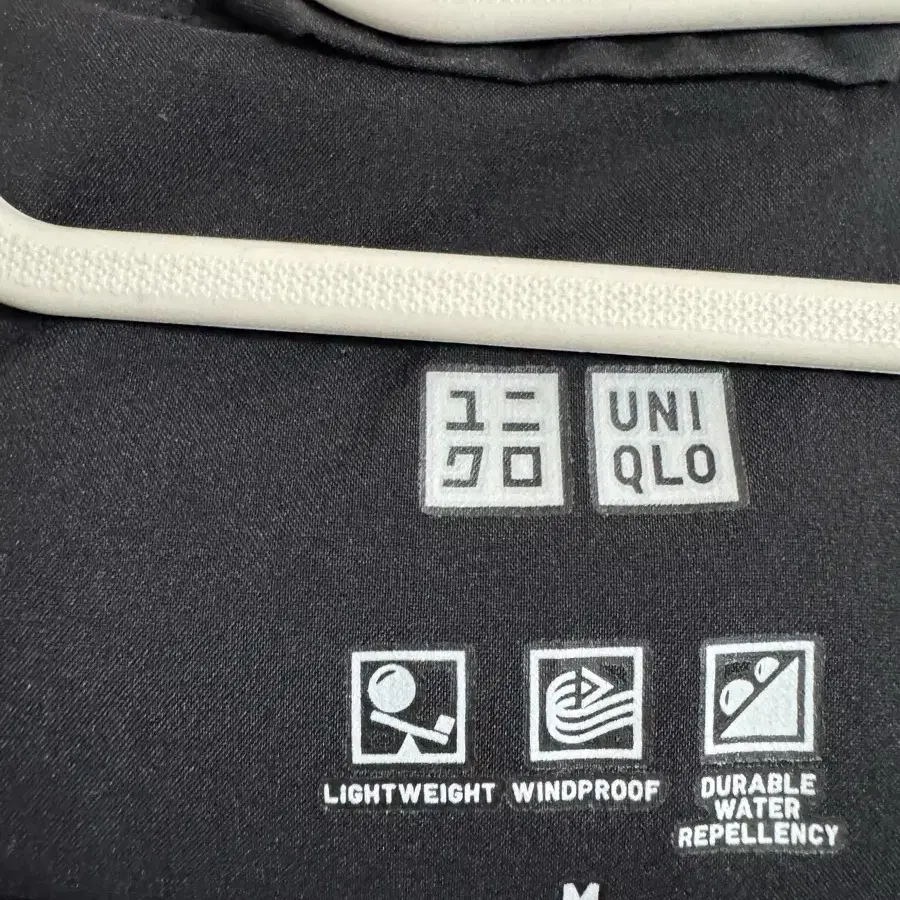 ユニ
クロ
UNI
QLO
LIGHTWEIGHT
WINDPROOF
DURABLE
WATER
REPELLENCY
M